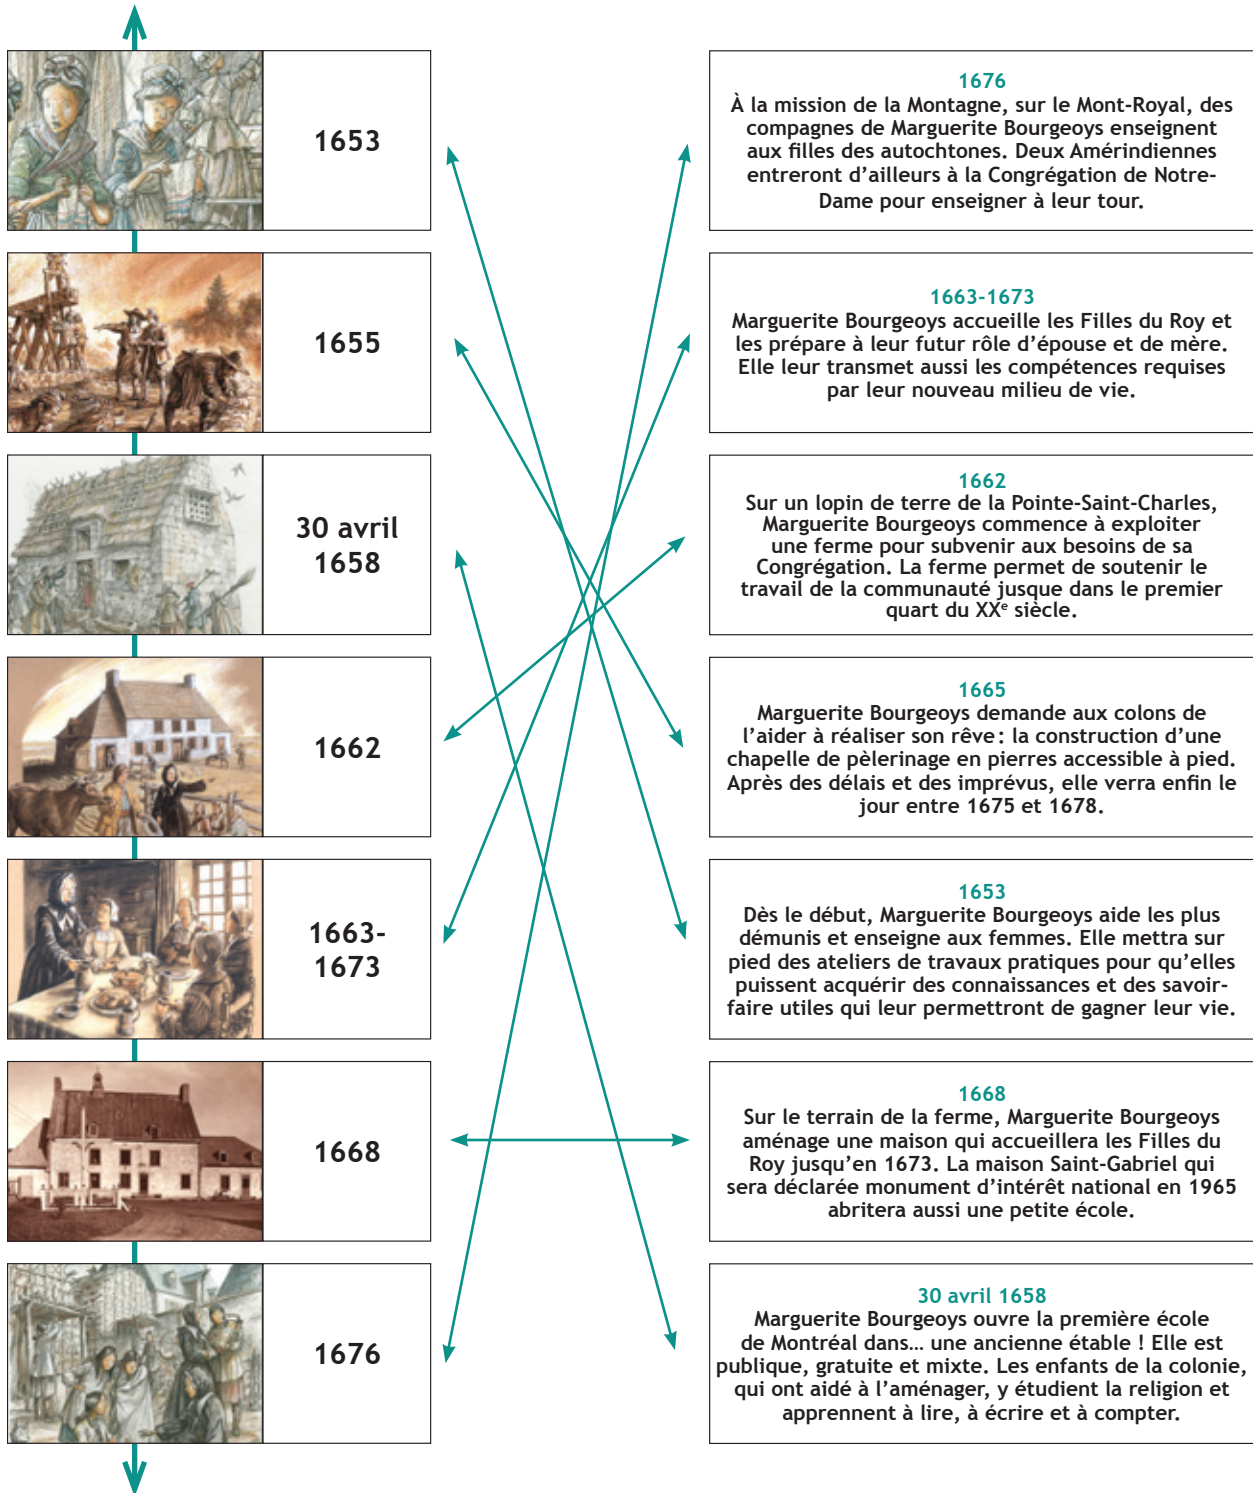 1653
1655
30 avril
1658
1662
1663-
1673
1668
1676
1676
À la mission de la Montagne, sur le Mont-Royal, des
compagnes de Marguerite Bourgeoys enseignent
aux filles des autochtones. Deux Amérindiennes
entreront d'ailleurs à la Congrégation de Notre-
Dame pour enseigner à leur tour.
1663-1673
Marguerite Bourgeoys accueille les Filles du Roy et
les prépare à leur futur rôle d'épouse et de mère.
Elle leur transmet aussi les compétences requises
par leur nouveau milieu de vie.
1662
Sur un lopin de terre de la Pointe-Saint-Charles,
Marguerite Bourgeoys commence à exploiter
une ferme pour subvenir aux besoins de sa
Congrégation. La ferme permet de soutenir le
travail de la communauté jusque dans le premier
quart du XXe siècle.
1665
Marguerite Bourgeoys demande aux colons de
l'aider à réaliser son rêve : la construction d'une
chapelle de pèlerinage en pierres accessible à pied.
Après des délais et des imprévus, elle verra enfin le
jour entre 1675 et 1678.
1653
Dès le début, Marguerite Bourgeoys aide les plus
démunis et enseigne aux femmes. Elle mettra sur
pied des ateliers de travaux pratiques pour qu'elles
puissent acquérir des connaissances et des savoir-
faire utiles qui leur permettront de gagner leur vie.
1668
Sur le terrain de la ferme, Marguerite Bourgeoys
aménage une maison qui accueillera les Filles du
Roy jusqu'en 1673. La maison Saint-Gabriel qui
sera déclarée monument d'intérêt national en 1965
abritera aussi une petite école.
30 avril 1658
Marguerite Bourgeoys ouvre la première école
de Montréal dans… une ancienne étable ! Elle est
publique, gratuite et mixte. Les enfants de la colonie,
qui ont aidé à l'aménager, y étudient la religion et
apprennent à lire, à écrire et à compter.